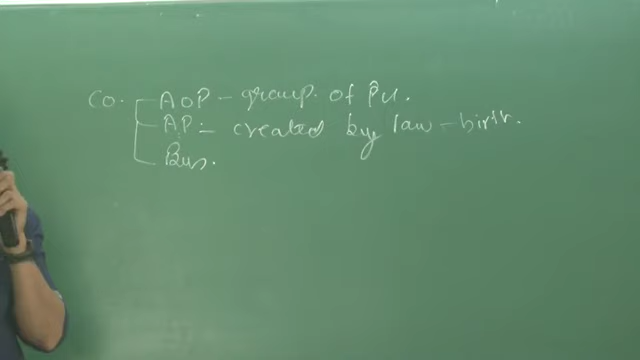 Co. AOP - group. of Pu.
AP - created by law - birth.
Bus.